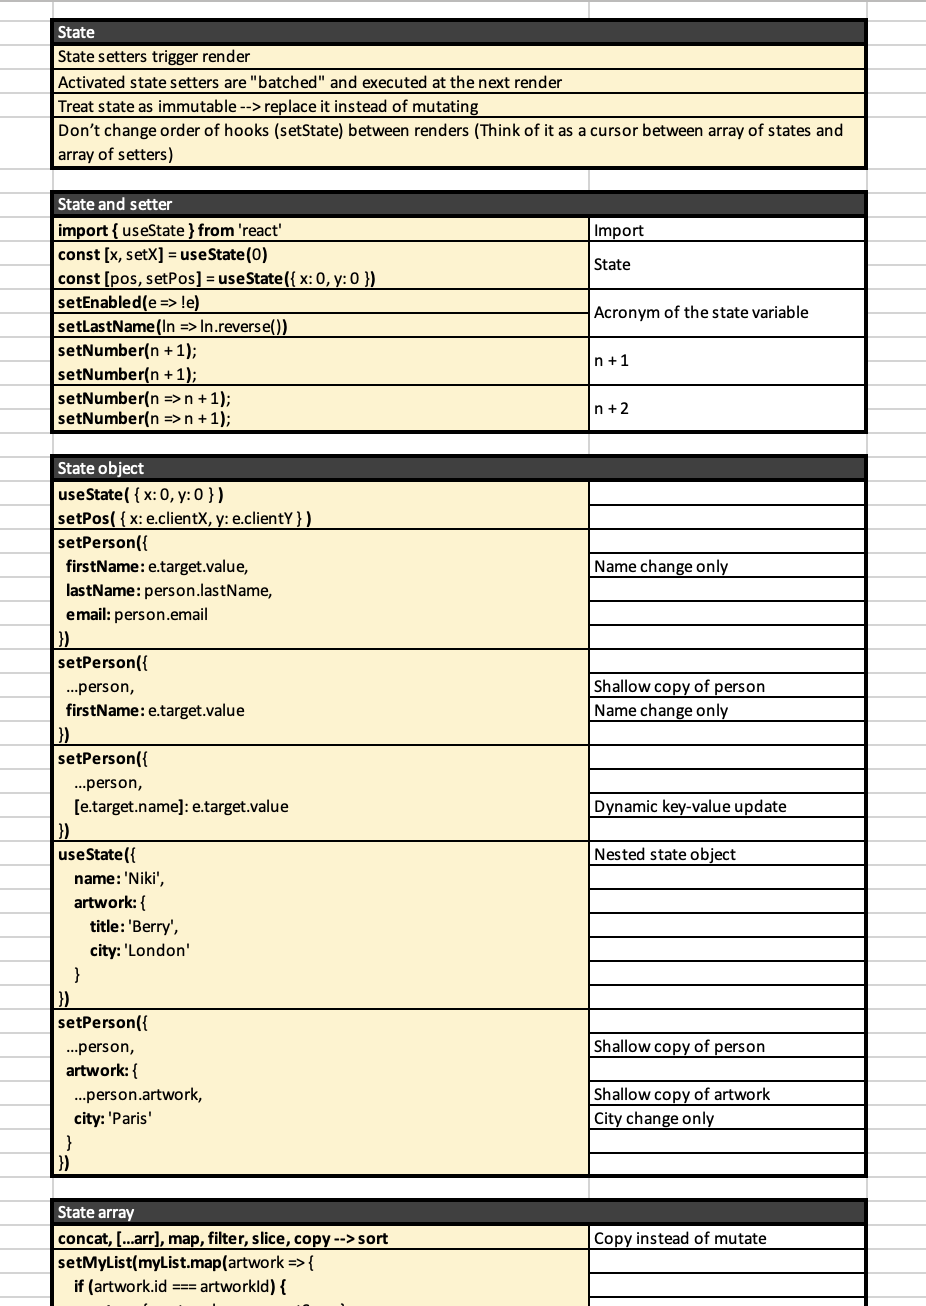 State
State setters trigger render
Activated state setters are "batched" and executed at the next render
Treat state as immutable --> replace it instead of mutating
Don't change order of hooks (setState) between renders (Think of it as a cursor between array of states and
array of setters)
State and setter
import { useState } from 'react'
Import
const [x, setX] = useState(0)
const [pos, setPos] = useState({ x: 0, y: 0 })
State
setEnabled(e => !e)
setLastName(ln => ln.reverse())
Acronym of the state variable
setNumber(n + 1);
setNumber(n + 1);
n + 1
setNumber(n => n + 1);
setNumber(n => n + 1);
n + 2
State object
useState( { x: 0, y: 0 } )
setPos( { x: e.clientX, y: e.clientY } )
setPerson({
firstName: e.target.value,
Name change only
lastName: person.lastName,
email: person.email
})
setPerson({
...person,
Shallow copy of person
firstName: e.target.value
Name change only
})
setPerson({
...person,
[e.target.name]: e.target.value
Dynamic key-value update
})
useState({
Nested state object
name: 'Niki',
artwork: {
title: 'Berry',
city: 'London'
}
})
setPerson({
...person,
Shallow copy of person
artwork: {
...person.artwork,
Shallow copy of artwork
city: 'Paris'
City change only
}
})
State array
concat, [...arr], map, filter, slice, copy --> sort
Copy instead of mutate
setMyList(myList.map(artwork => {
if (artwork.id === artworkId) {